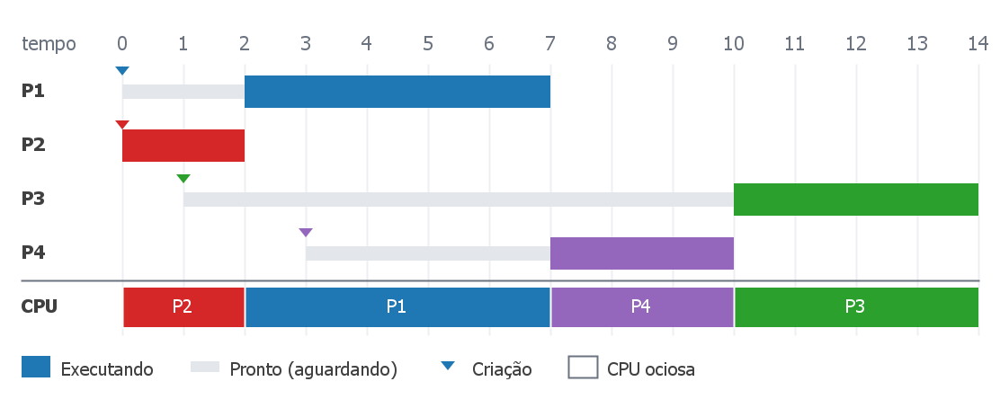 tempo 0 1 2 3 4 5 6 7 8 9 10 11 12 13 14
P1
P2
P3
P4
CPU P2 P1 P4 P3
Executando Pronto (aguardando) Criação CPU ociosa